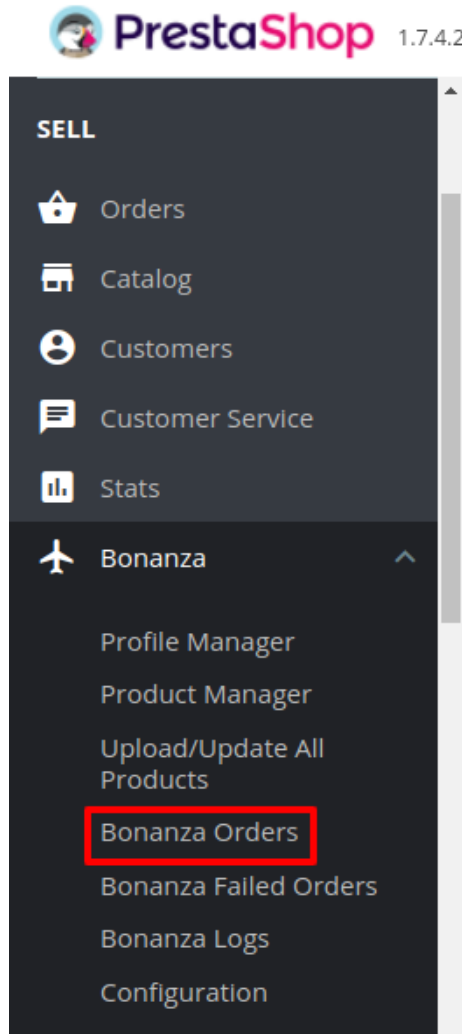 PrestaShop 1.7.4.2
SELL
Orders
Catalog
Customers
Customer Service
Stats
Bonanza
Profile Manager
Product Manager
Upload/Update All
Products
Bonanza Orders
Bonanza Failed Orders
Bonanza Logs
Configuration